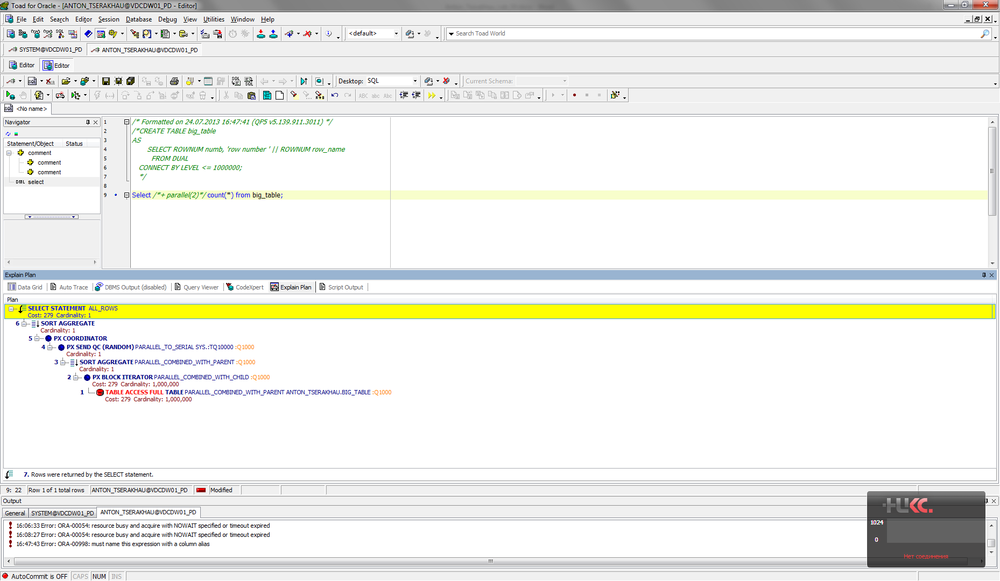 Toad for Oracle - [ANTON_TSERAKHAU@VDCDW01_PD - Editor]
File Edit Search Editor Session Database Debug View Utilities Window Help
<default> Search Toad World
SYSTEM@VDCDW01_PD ANTON_TSERAKHAU@VDCDW01_PD
Editor Editor
SQL SQL SQL Desktop: SQL Current Schema:
ABC abc Abc
SQL <No name>
Navigator
Statement/Object Status
comment
comment
comment
DML select
1 /* Formatted on 24.07.2013 16:47:41 (QP5 v5.139.911.3011) */
2 /*CREATE TABLE big_table
3 AS
4 SELECT ROWNUM numb, 'row number ' || ROWNUM row_name
5 FROM DUAL
6 CONNECT BY LEVEL <= 1000000;
7 */
8
9 Select /*+ parallel(2)*/ count(*) from big_table;
Explain Plan
Data Grid Auto Trace DBMS Output (disabled) Query Viewer CodeXpert Explain Plan Script Output
Plan
SELECT STATEMENT ALL_ROWS
Cost: 279 Cardinality: 1
6 SORT AGGREGATE
Cardinality: 1
5 PX COORDINATOR
4 PX SEND QC (RANDOM) PARALLEL_TO_SERIAL SYS.:TQ10000 :Q1000
Cardinality: 1
3 SORT AGGREGATE PARALLEL_COMBINED_WITH_PARENT :Q1000
Cardinality: 1
2 PX BLOCK ITERATOR PARALLEL_COMBINED_WITH_CHILD :Q1000
Cost: 279 Cardinality: 1,000,000
1 TABLE ACCESS FULL TABLE PARALLEL_COMBINED_WITH_PARENT ANTON_TSERAKHAU.BIG_TABLE :Q1000
Cost: 279 Cardinality: 1,000,000
7. Rows were returned by the SELECT statement.
9: 22 Row 1 of 1 total rows ANTON_TSERAKHAU@VDCDW01_PD Modified
Output
General SYSTEM@VDCDW01_PD ANTON_TSERAKHAU@VDCDW01_PD
16:06:33 Error: ORA-00054: resource busy and acquire with NOWAIT specified or timeout expired
16:08:27 Error: ORA-00054: resource busy and acquire with NOWAIT specified or timeout expired
16:47:43 Error: ORA-00998: must name this expression with a column alias
1024
0
Нет соединения
AutoCommit is OFF CAPS NUM INS